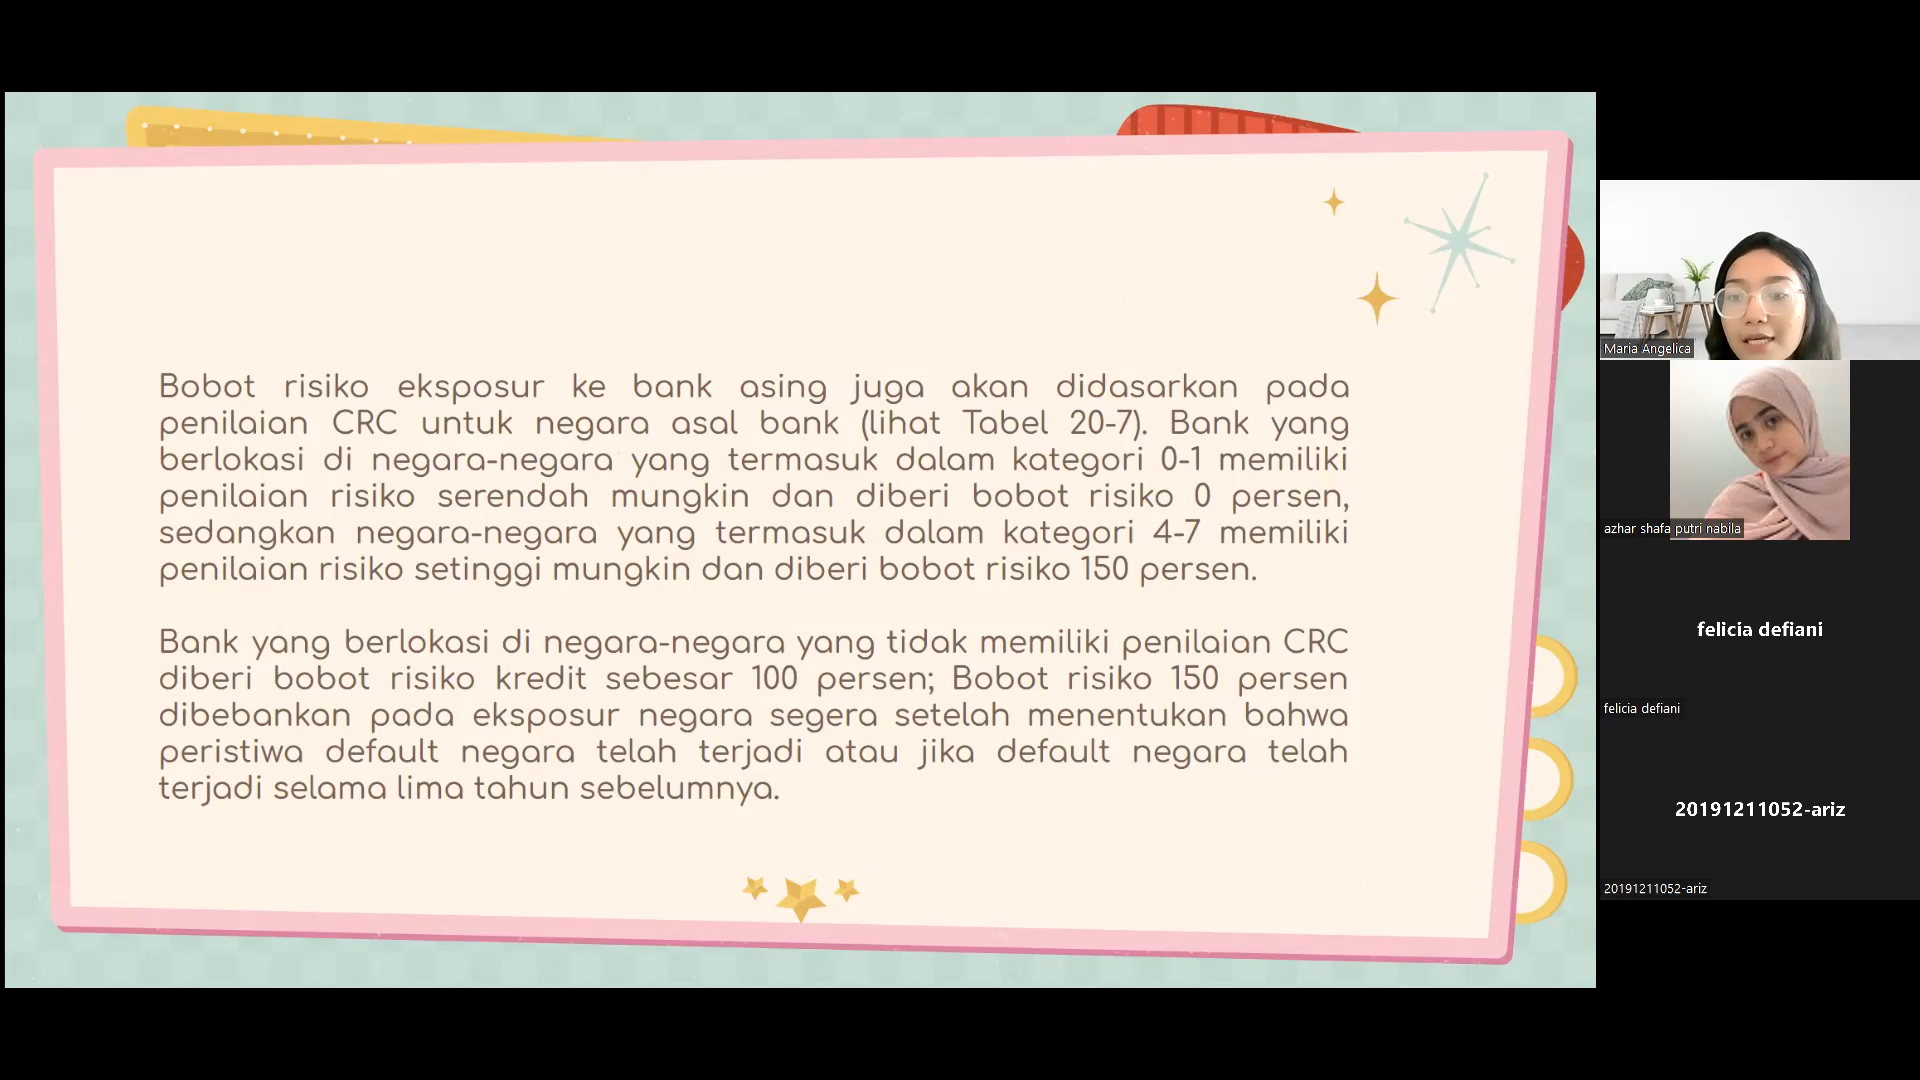 Bobot risiko eksposur ke bank asing juga akan didasarkan pada
penilaian CRC untuk negara asal bank (lihat Tabel 20-7). Bank yang
berlokasi di negara-negara yang termasuk dalam kategori 0-1 memiliki
penilaian risiko serendah mungkin dan diberi bobot risiko 0 persen,
sedangkan negara-negara yang termasuk dalam kategori 4-7 memiliki
penilaian risiko setinggi mungkin dan diberi bobot risiko 150 persen.
Bank yang berlokasi di negara-negara yang tidak memiliki penilaian CRC
diberi bobot risiko kredit sebesar 100 persen; Bobot risiko 150 persen
dibebankan pada eksposur negara segera setelah menentukan bahwa
peristiwa default negara telah terjadi atau jika default negara telah
terjadi selama lima tahun sebelumnya.
Maria Angelica
azhar shafa putri nabila
felicia defiani
felicia defiani
20191211052-ariz
20191211052-ariz